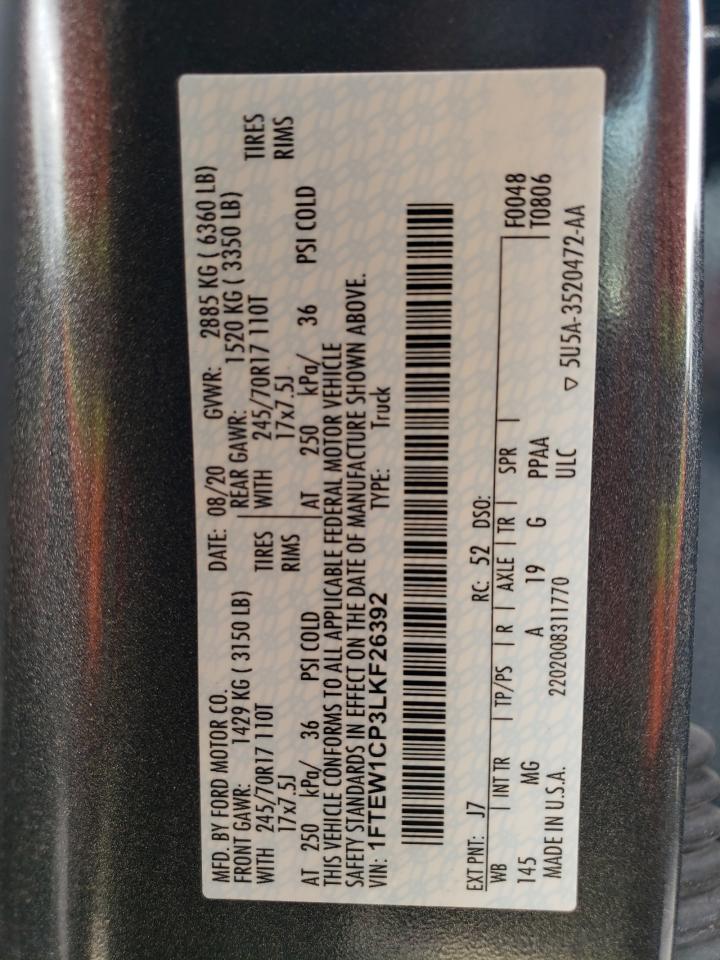 MFD. BY FORD MOTOR CO. DATE: 08/20 GVWR: 2885 KG ( 6360 LB)
FRONT GAWR: 1429 KG ( 3150 LB) REAR GAWR: 1520 KG ( 3350 LB)
WITH 245/70R17 110T TIRES WITH 245/70R17 110T TIRES
17x7.5J RIMS 17x7.5J RIMS
AT 250 kPa/ 36 PSI COLD AT 250 kPa/ 36 PSI COLD
THIS VEHICLE CONFORMS TO ALL APPLICABLE FEDERAL MOTOR VEHICLE
SAFETY STANDARDS IN EFFECT ON THE DATE OF MANUFACTURE SHOWN ABOVE.
VIN: 1FTEW1CP3LKF26392 TYPE: Truck
EXT PNT: J7 RC: 52 DSO:
WB | INT TR | TP/PS | R | AXLE | TR | SPR | F0048
145 MG A 19 G PPAA T0806
MADE IN U.S.A. 2202008311770 ULC ▽ 5U5A-3520472-AA